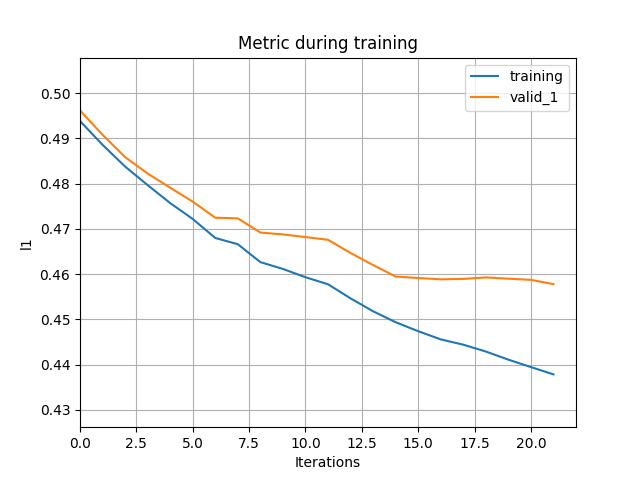 Metric during training
training
valid_1
0.50
0.49
0.48
0.47
0.46
0.45
0.44
0.43
l1
0.0 2.5 5.0 7.5 10.0 12.5 15.0 17.5 20.0
Iterations